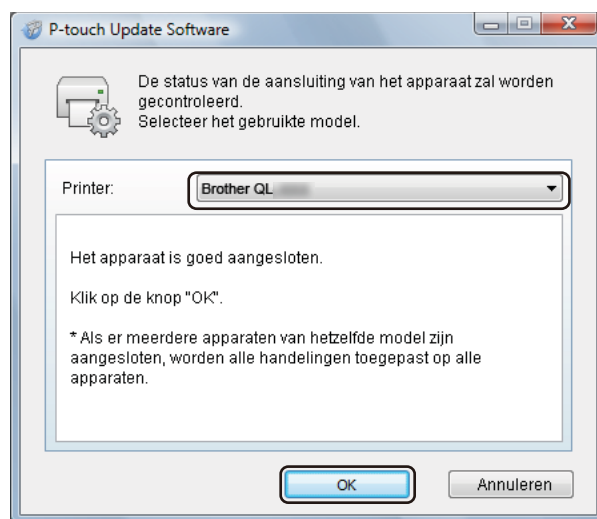 P-touch Update Software
De status van de aansluiting van het apparaat zal worden
gecontroleerd.
Selecteer het gebruikte model.
Printer:
Brother QL
Het apparaat is goed aangesloten.
Klik op de knop "OK".
* Als er meerdere apparaten van hetzelfde model zijn
aangesloten, worden alle handelingen toegepast op alle
apparaten.
OK
Annuleren